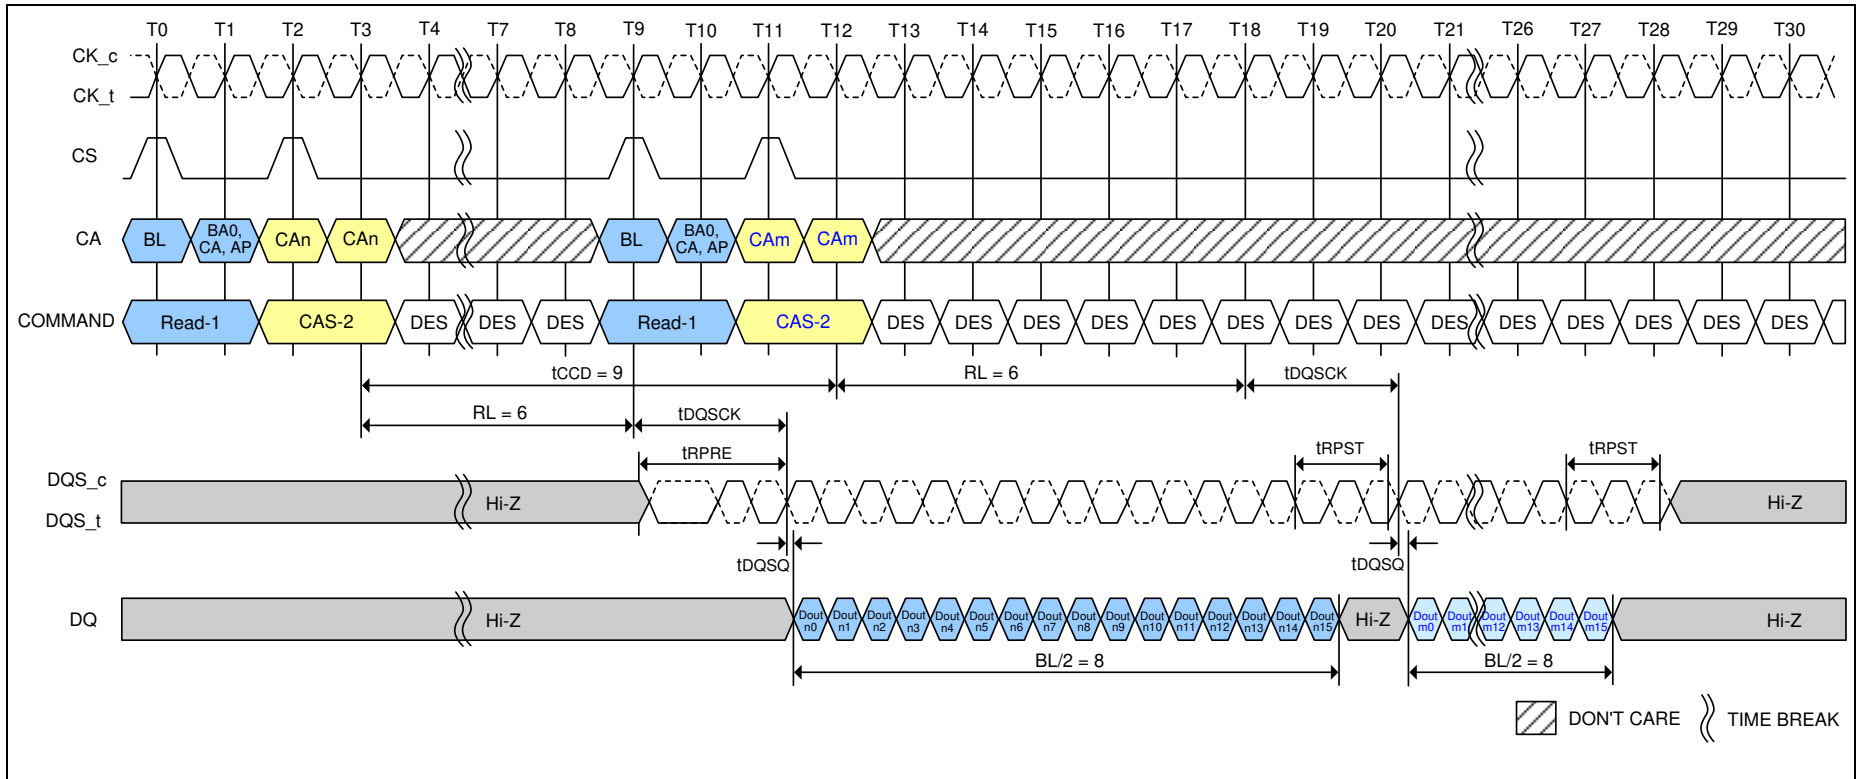 T0 T1 T2 T3 T4 T7 T8 T9 T10 T11 T12 T13 T14 T15 T16 T17 T18 T19 T20 T21 T26 T27 T28 T29 T30
CK_c
CK_t
CS
CA BL BA0, CA, AP CAn CAn BL BA0, CA, AP CAm CAm
COMMAND Read-1 CAS-2 DES DES DES Read-1 CAS-2 DES DES DES DES DES DES DES DES DES DES DES DES DES DES
tCCD = 9 RL = 6 tDQSCK
RL = 6 tDQSCK
tRPRE tRPST tRPST
DQS_c
Hi-Z Hi-Z
DQS_t
tDQSQ tDQSQ
DQ Hi-Z Dout n0 Dout n1 Dout n2 Dout n3 Dout n4 Dout n5 Dout n6 Dout n7 Dout n8 Dout n9 Dout n10 Dout n11 Dout n12 Dout n13 Dout n14 Dout n15 Hi-Z Dout m0 Dout m1 Dout m12 Dout m13 Dout m14 Dout m15 Hi-Z
BL/2 = 8 BL/2 = 8
DON'T CARE TIME BREAK